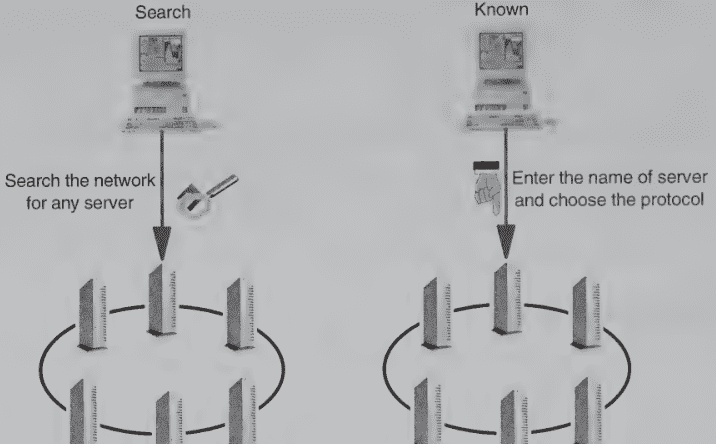 Search
Known
Search the network
for any server
Enter the name of server
and choose the protocol